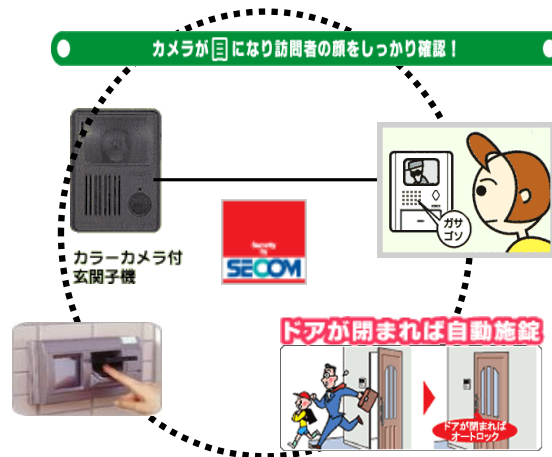 カメラが目になり訪問者の顔をしっかり確認！
ガサ
ゴソ
カラーカメラ付
玄関子機
Security
by
SECOM
ドアが閉まれば自動施錠
ドアが閉まれば
オートロック